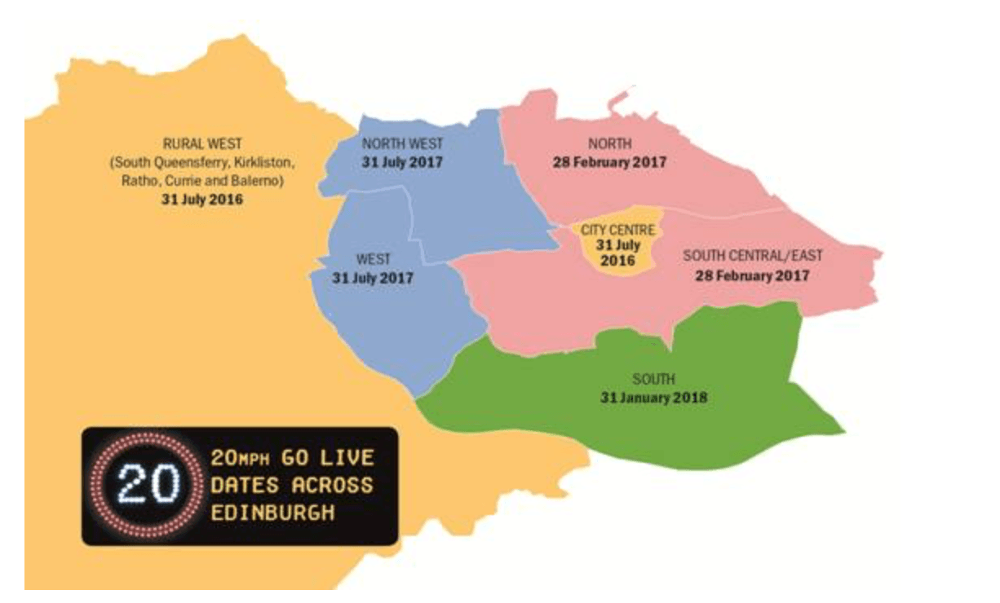 RURAL WEST
(South Queensferry, Kirkliston,
Ratho, Currie and Balerno)
31 July 2016
NORTH WEST
31 July 2017
NORTH
28 February 2017
CITY CENTRE
31 July
2016
WEST
31 July 2017
SOUTH CENTRAL/EAST
28 February 2017
SOUTH
31 January 2018
20
20MPH GO LIVE
DATES ACROSS
EDINBURGH